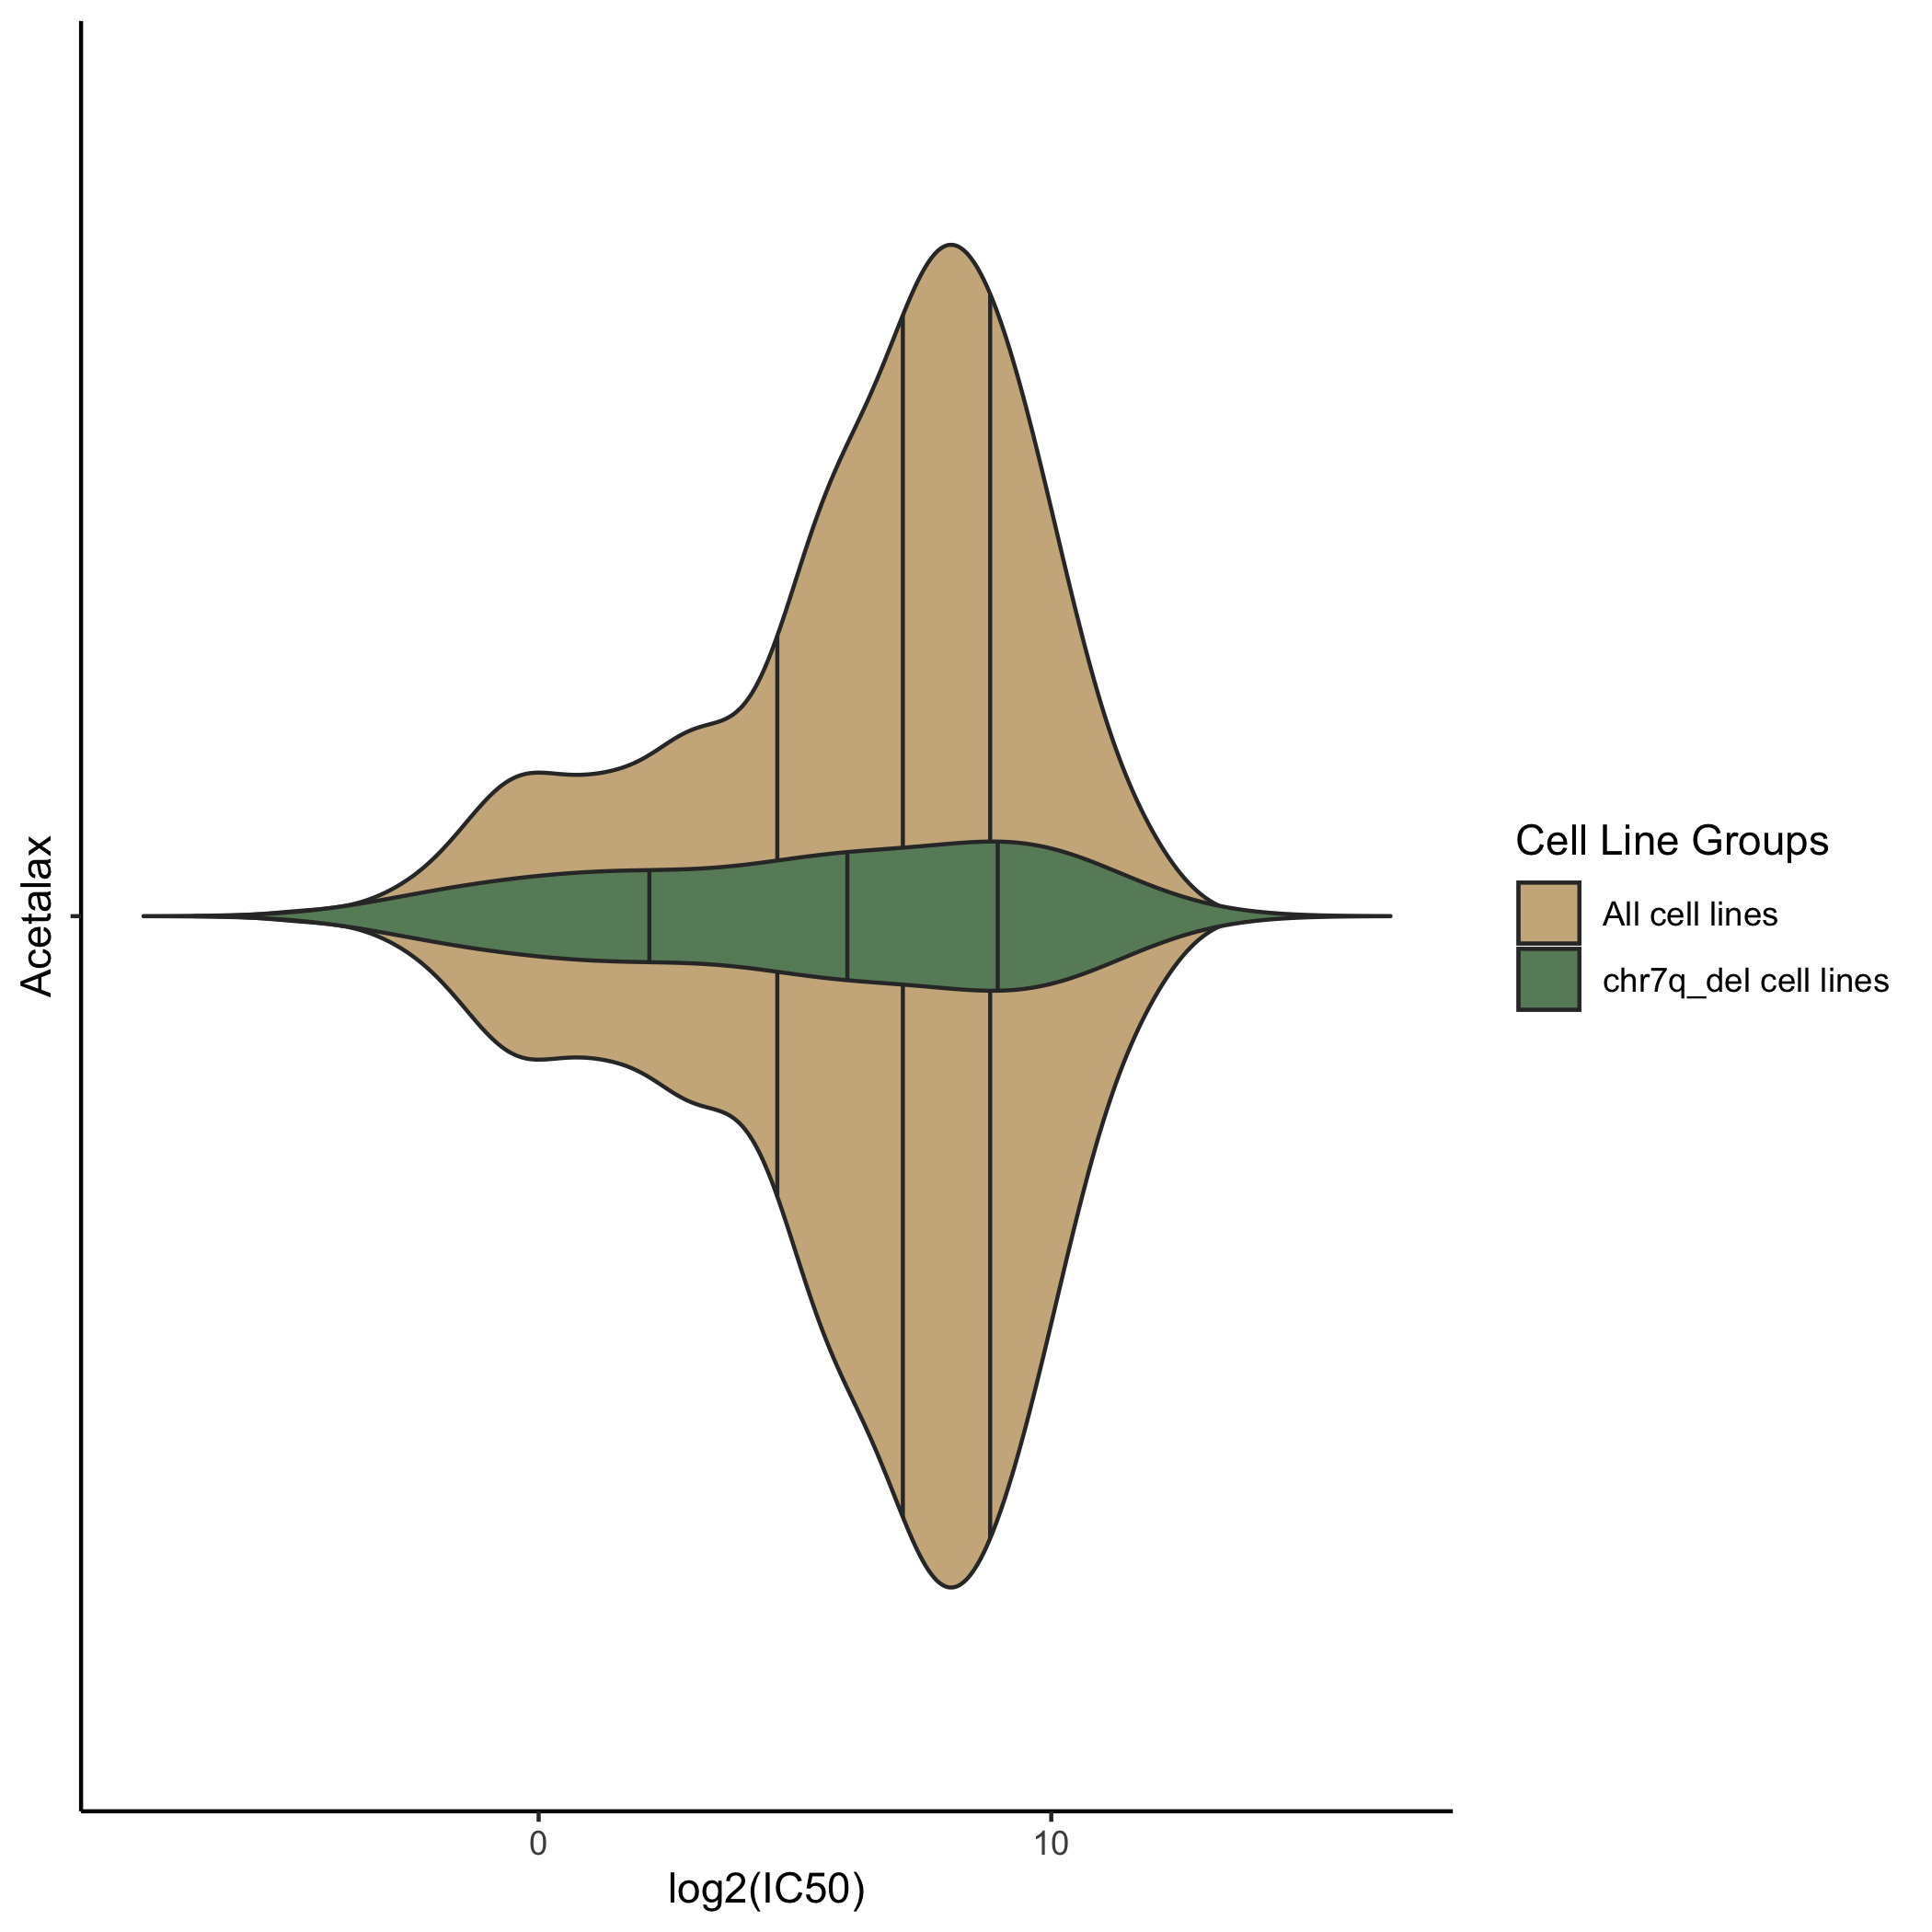 Acetalax
0
10
log2(IC50)
Cell Line Groups
All cell lines
chr7q_del cell lines